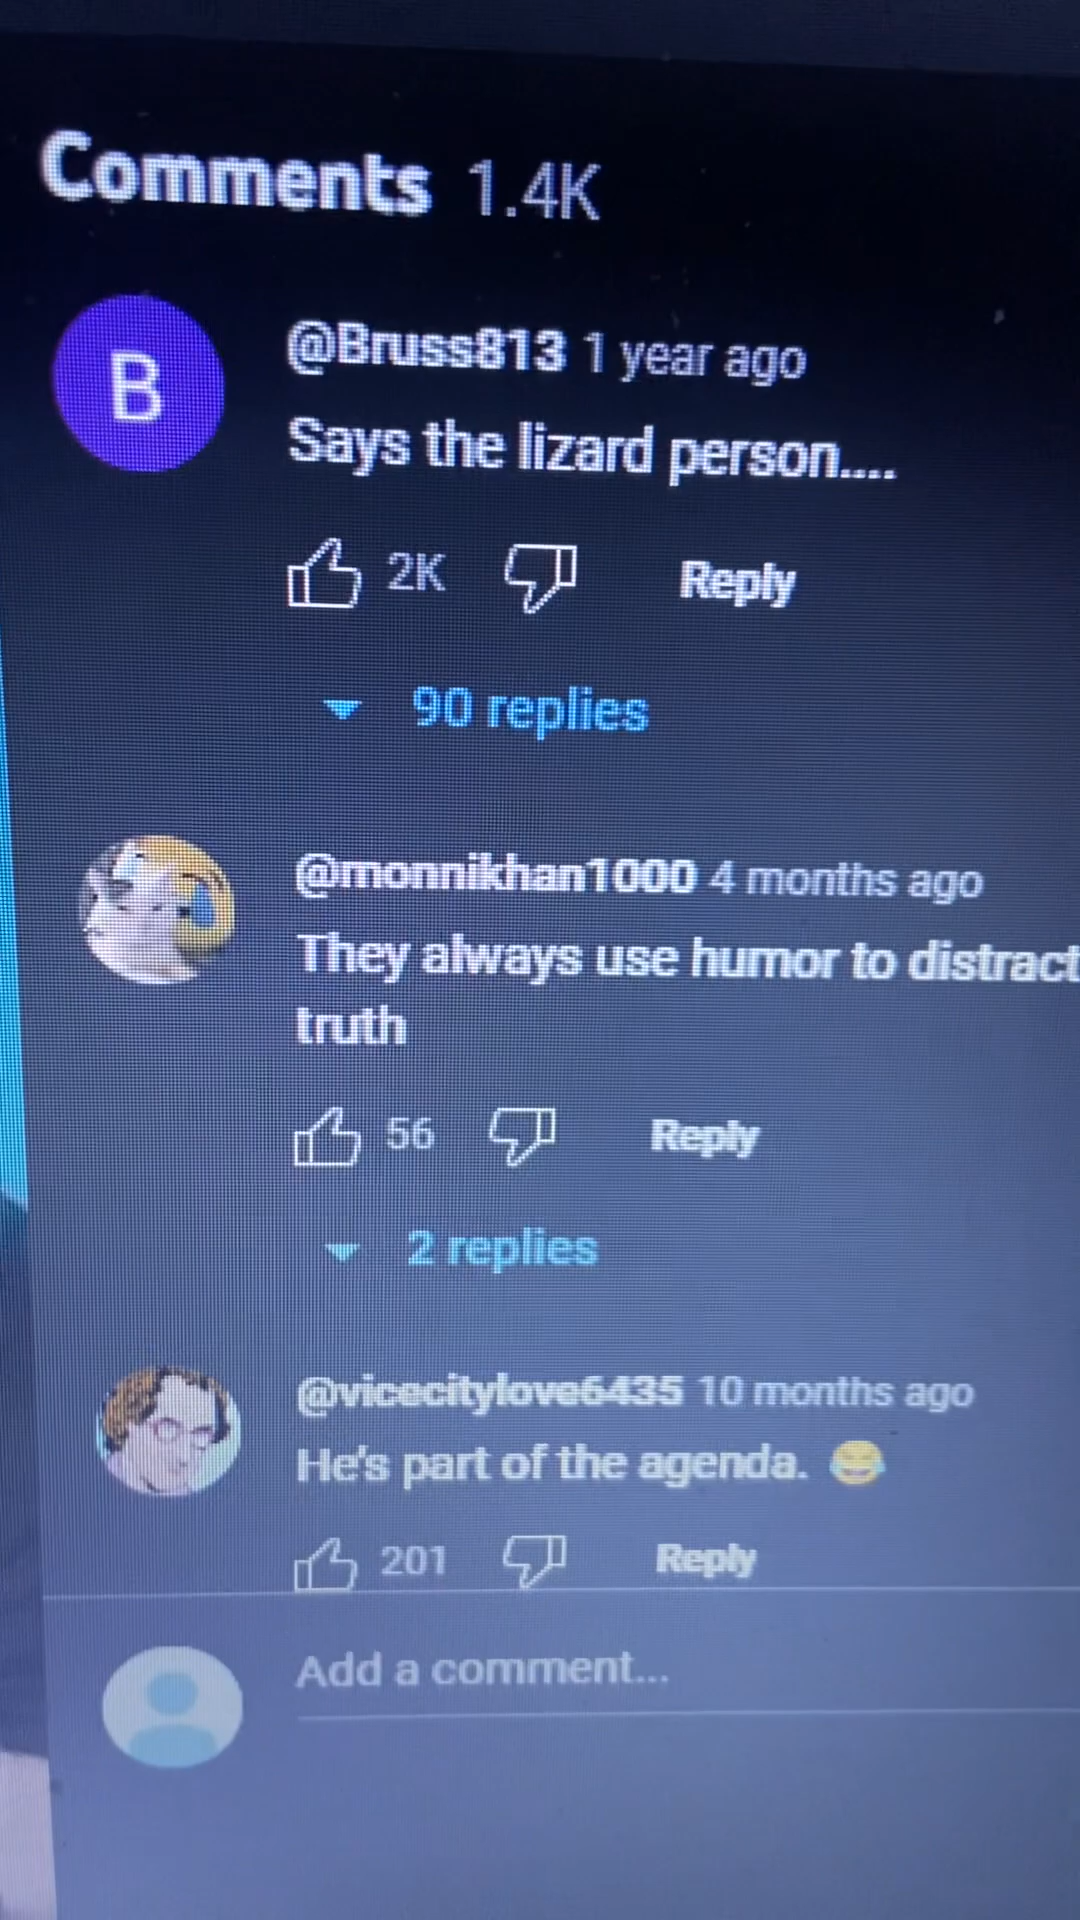 Comments 1.4K
B
@Bruss813 1 year ago
Says the lizard person....
2K Reply
90 replies
@monnikhan1000 4 months ago
They always use humor to distract
truth
56 Reply
2 replies
@vicecitylove6435 10 months ago
He's part of the agenda. 😂
201 Reply
Add a comment...